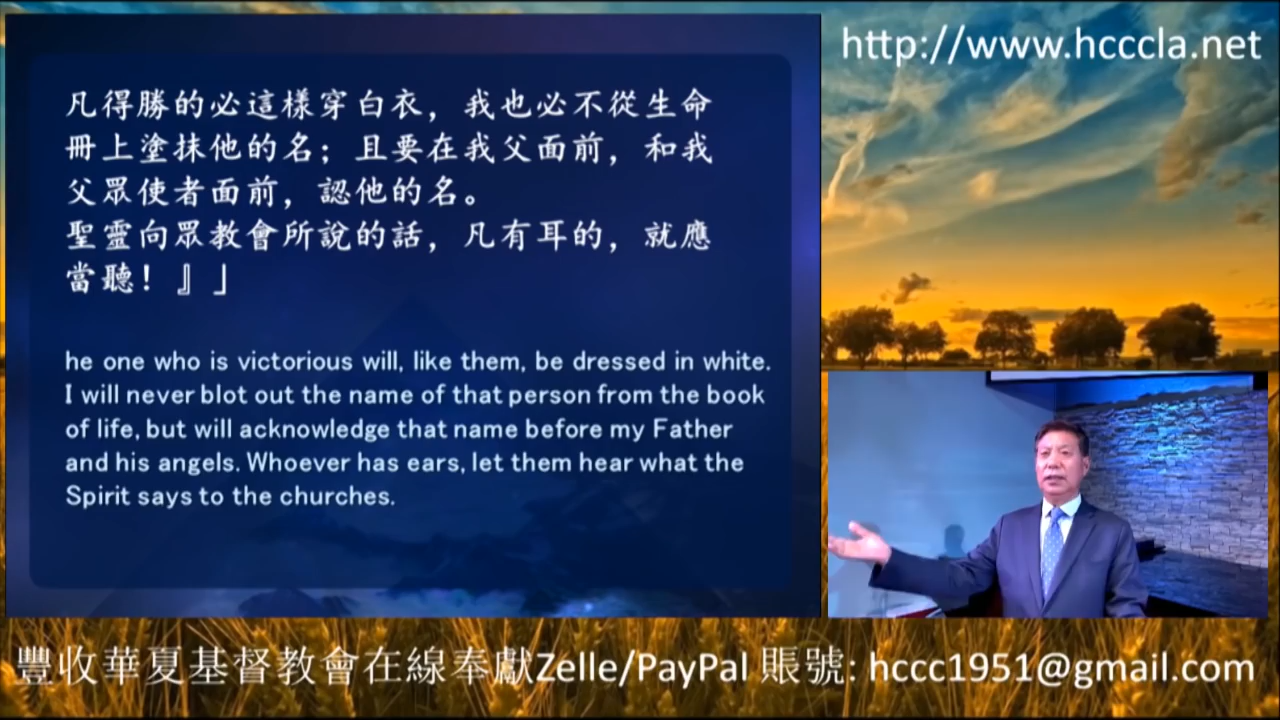 http://www.hcccla.net
凡得勝的必這樣穿白衣，我也必不從生命
冊上塗抹他的名；且要在我父面前，和我
父眾使者面前，認他的名。
聖靈向眾教會所說的話，凡有耳的，就應
當聽！』」
he one who is victorious will, like them, be dressed in white.
I will never blot out the name of that person from the book
of life, but will acknowledge that name before my Father
and his angels. Whoever has ears, let them hear what the
Spirit says to the churches.
豐收華夏基督教會在線奉獻Zelle/PayPal 賬號: hccc1951@gmail.com